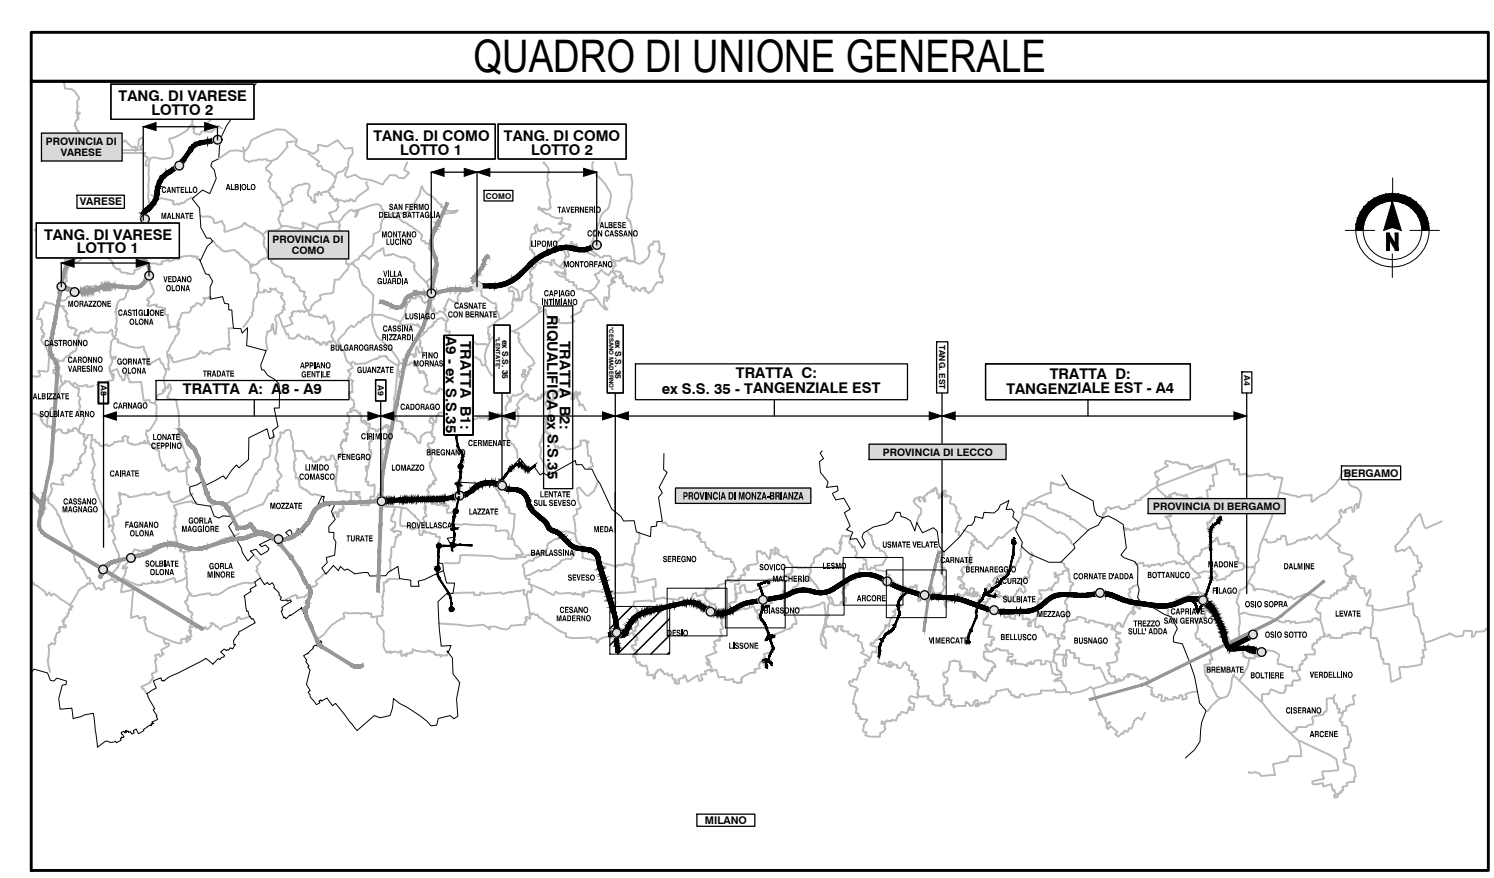 QUADRO DI UNIONE GENERALE
TANG. DI VARESE
LOTTO 2
PROVINCIA DI
VARESE
TANG. DI COMO
LOTTO 1
TANG. DI COMO
LOTTO 2
CANTELLO
ALBIOLO
VARESE
COMO
MALNATE
SAN FERMO
DELLA BATTAGLIA
TAVERNERIO
ALBESE
CON CASSANO
TANG. DI VARESE
LOTTO 1
PROVINCIA DI
COMO
MONTANO
LUCINO
LIPOMO
MONTORFANO
N
VEDANO
OLONA
VILLA
GUARDIA
MORAZZONE
CAPIAGO
INTIMIANO
CASNATE
CON BERNATE
CASTIGLIONE
OLONA
LUISAGO
CASSINA
RIZZARDI
CASTRONNO
BULGAROGRASSO
FINO
MORNAS
CARONNO
VARESINO
GORNATE
OLONA
TRADATE
APPIANO
GENTILE
GUANZATE
TRATTA B1:
A9 - ex S.S.35
ex S.S. 35
"LENTATE"
TRATTA B2:
RIQUALIFICA ex S.S.35
ex S.S. 35
"CESANO MADERNO"
TRATTA C:
ex S.S. 35 - TANGENZIALE EST
TANG. EST
TRATTA D:
TANGENZIALE EST - A4
A4
A8
TRATTA A: A8 - A9
A9
ALBIZZATE
SOLBIATE ARNO
CARNAGO
CADORAGO
LONATE
CEPPINO
CIRIMIDO
FENEGRO
BREGNANO
CERMENATE
PROVINCIA DI LECCO
CAIRATE
LIMIDO
COMASCO
LOMAZZO
BERGAMO
CASSANO
MAGNAGO
MOZZATE
LENTATE
SUL SEVESO
PROVINCIA DI MONZA-BRIANZA
PROVINCIA DI BERGAMO
FAGNANO
OLONA
GORLA
MAGGIORE
ROVELLASCA
LAZZATE
MEDA
TURATE
BARLASSINA
USMATE VELATE
SOLBIATE
OLONA
GORLA
MINORE
SEVESO
SEREGNO
SOVICO
MACHERIO
LESMO
CARNATE
BERNAREGGIO
AICURZIO
CORNATE D'ADDA
BOTTANUCO
MADONE
DALMINE
FILAGO
CESANO
MADERNO
DESIO
BIASSONO
ARCORE
SULBIATE
MEZZAGO
CAPRIATE
SAN GERVASO
OSIO SOPRA
LEVATE
TREZZO
SULL' ADDA
LISSONE
VIMERCATE
BELLUSCO
BUSNAGO
OSIO SOTTO
BREMBATE
BOLTIERE
VERDELLINO
CISERANO
ARCENE
MILANO